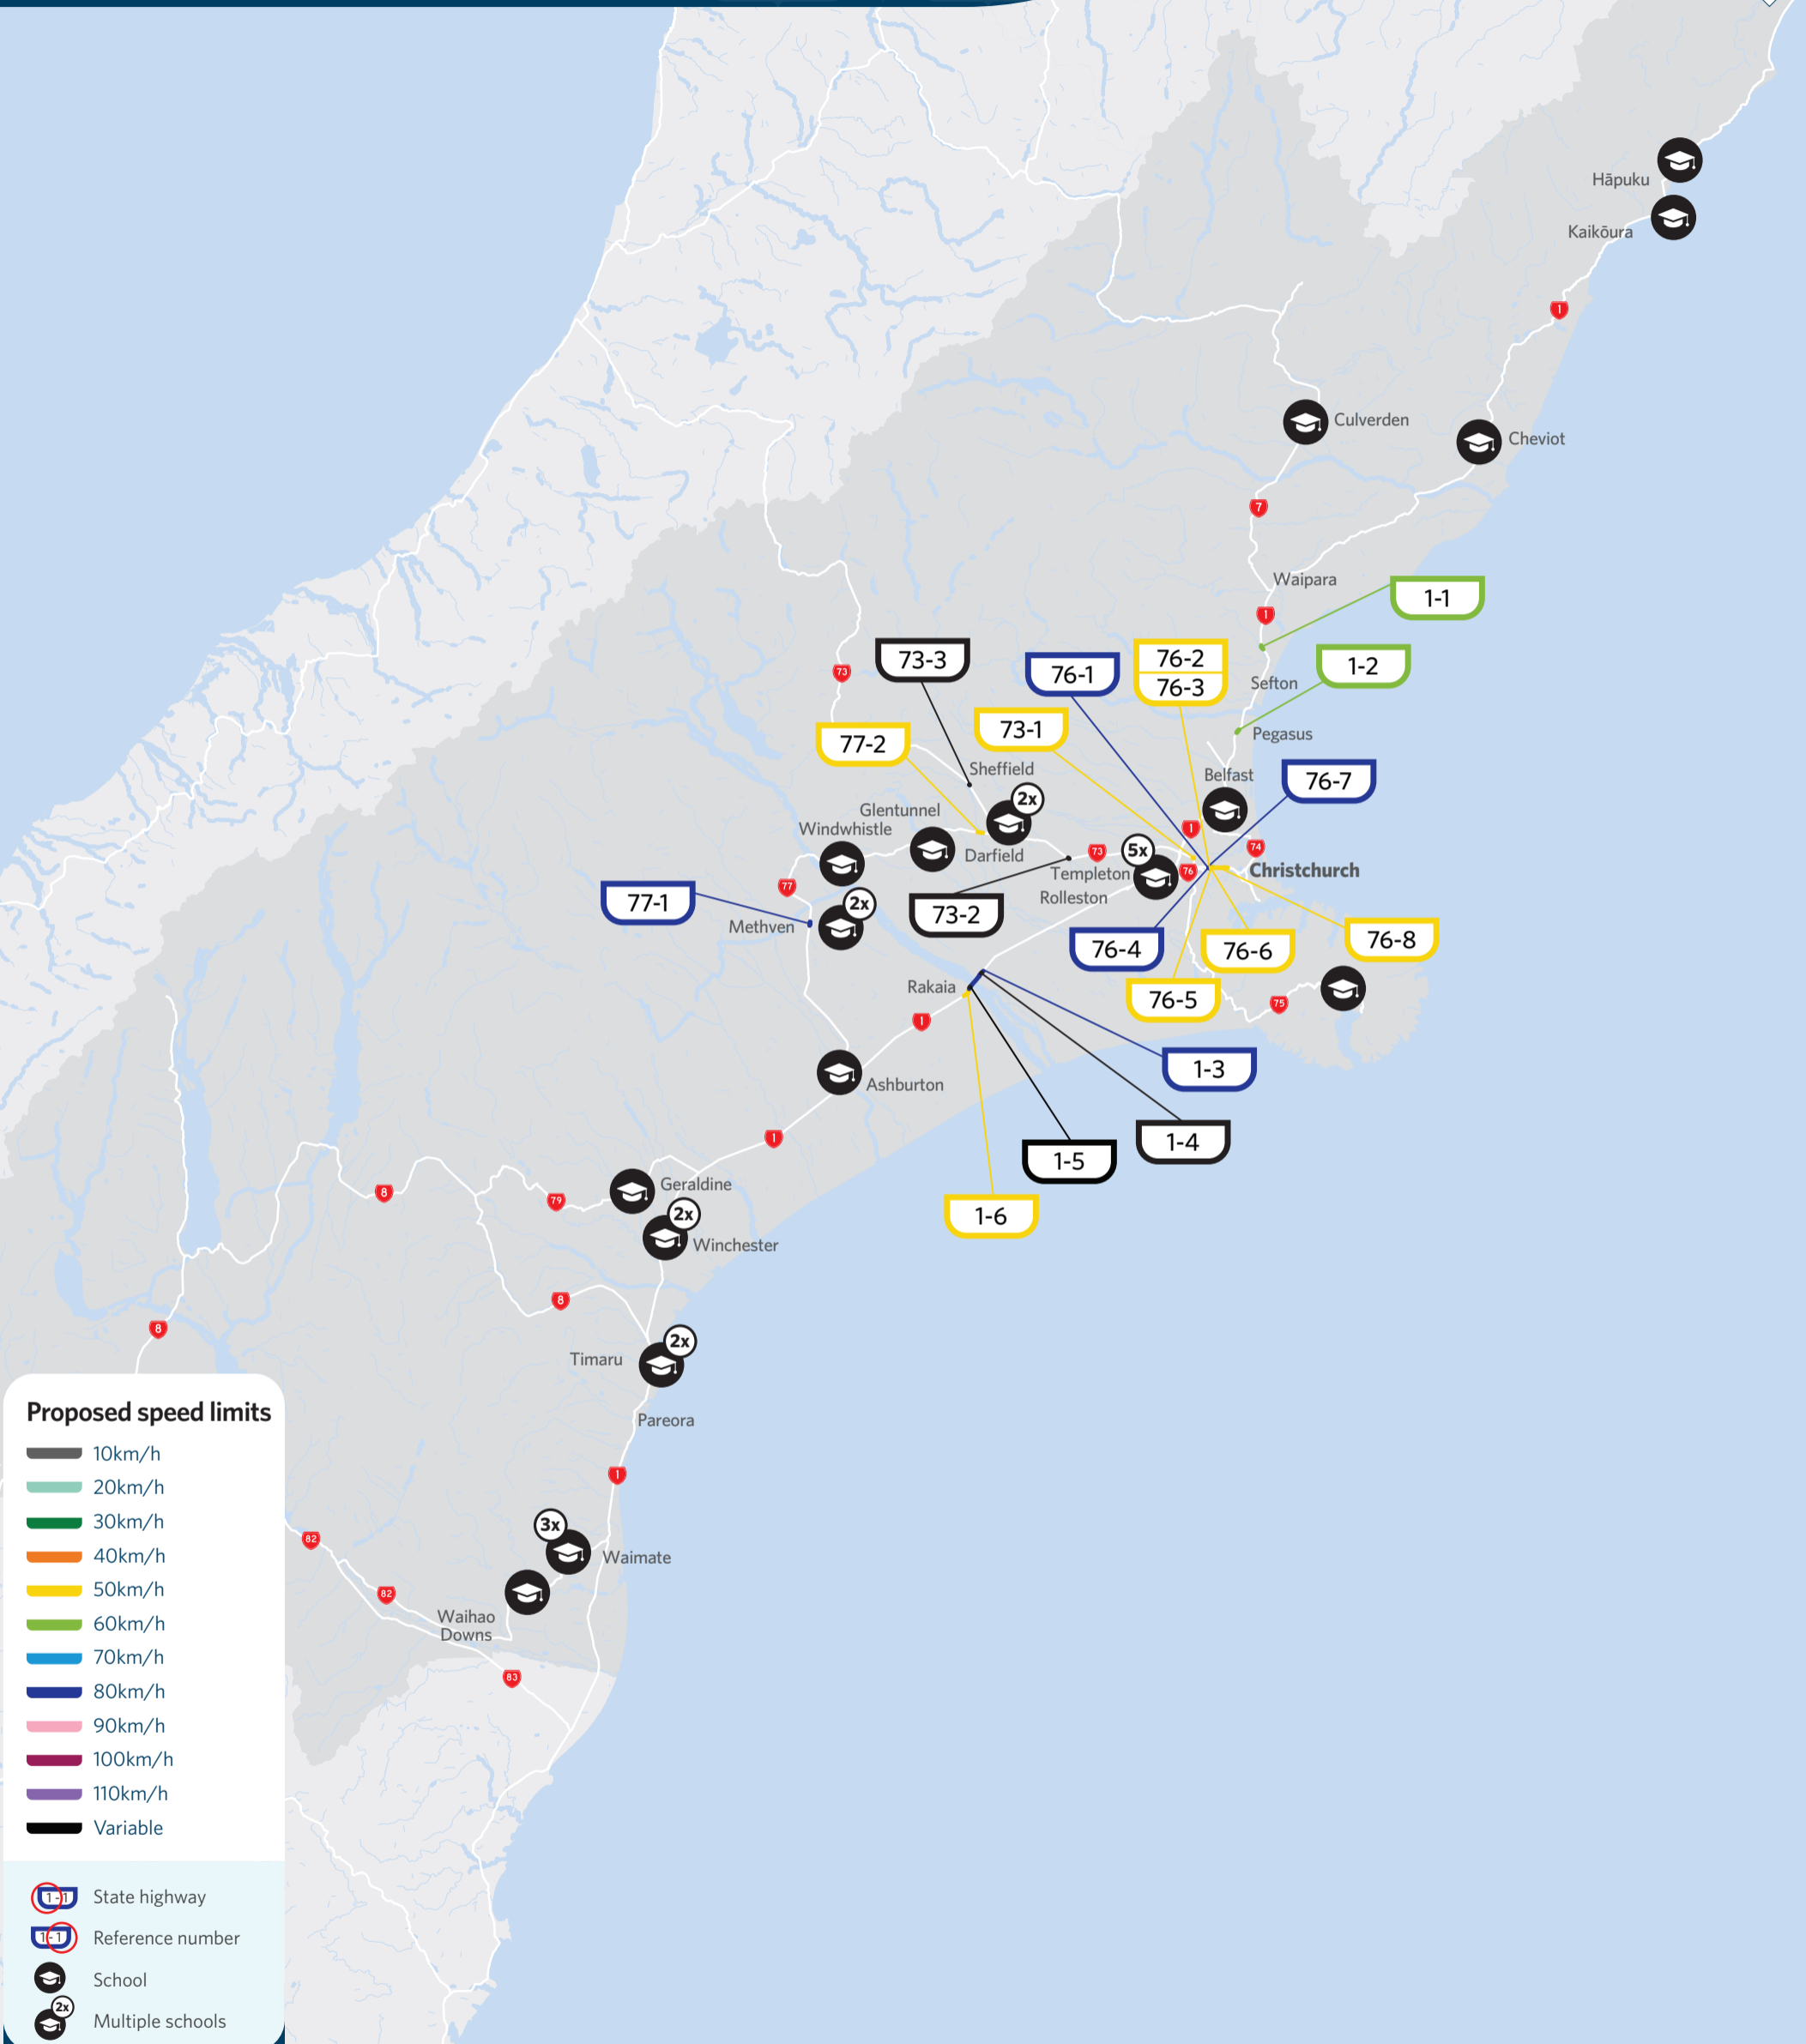 Hāpuku
Kaikōura
1
Culverden
Cheviot
7
Waipara
1-1
1
73-3
76-1
76-2
76-3
1-2
73
Sefton
77-2
73-1
Pegasus
Sheffield
Belfast
76-7
2x
Glentunnel
Windwhistle
1
74
Darfield
73
5x
Templeton
76
Christchurch
77
Rolleston
77-1
2x
73-2
Methven
76-4
76-6
76-8
Rakaia
76-5
75
1
1-3
Ashburton
1-4
1
1-5
Geraldine
8
79
2x
1-6
Winchester
8
8
2x
Timaru
Pareora
1
3x
82
Waimate
82
Waihao
Downs
83
Proposed speed limits
10km/h
20km/h
30km/h
40km/h
50km/h
60km/h
70km/h
80km/h
90km/h
100km/h
110km/h
Variable
1-1 State highway
1-1 Reference number
School
2x
Multiple schools